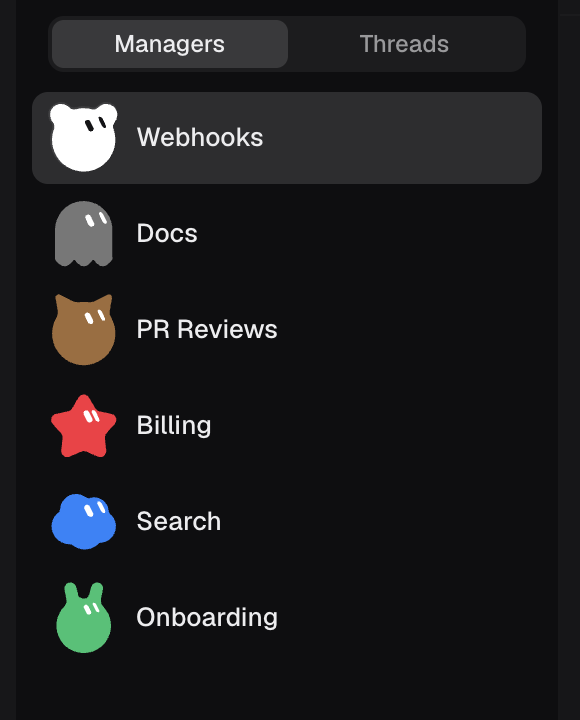 Managers Threads
Webhooks
Docs
PR Reviews
Billing
Search
Onboarding